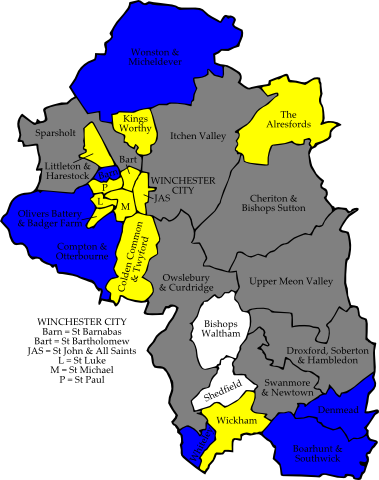 Wonston &
Micheldever
The
Alresfords
Kings
Worthy
Sparsholt
Itchen Valley
Bart
Littleton &
Harestock
WINCHESTER
CITY
P
JAS
L
M
Cheriton &
Bishops Sutton
Olivers Battery
& Badger Farm
Compton &
Otterbourne
Colden Common
& Twyford
Owslebury
& Curdridge
Upper Meon Valley
Bishops
Waltham
Droxford, Soberton
& Hambledon
Shedfield
Swanmore
& Newtown
Wickham
Denmead
Boarhunt &
Southwick
WINCHESTER CITY
Barn = St Barnabas
Bart = St Bartholomew
JAS = St John & All Saints
L = St Luke
M = St Michael
P = St Paul